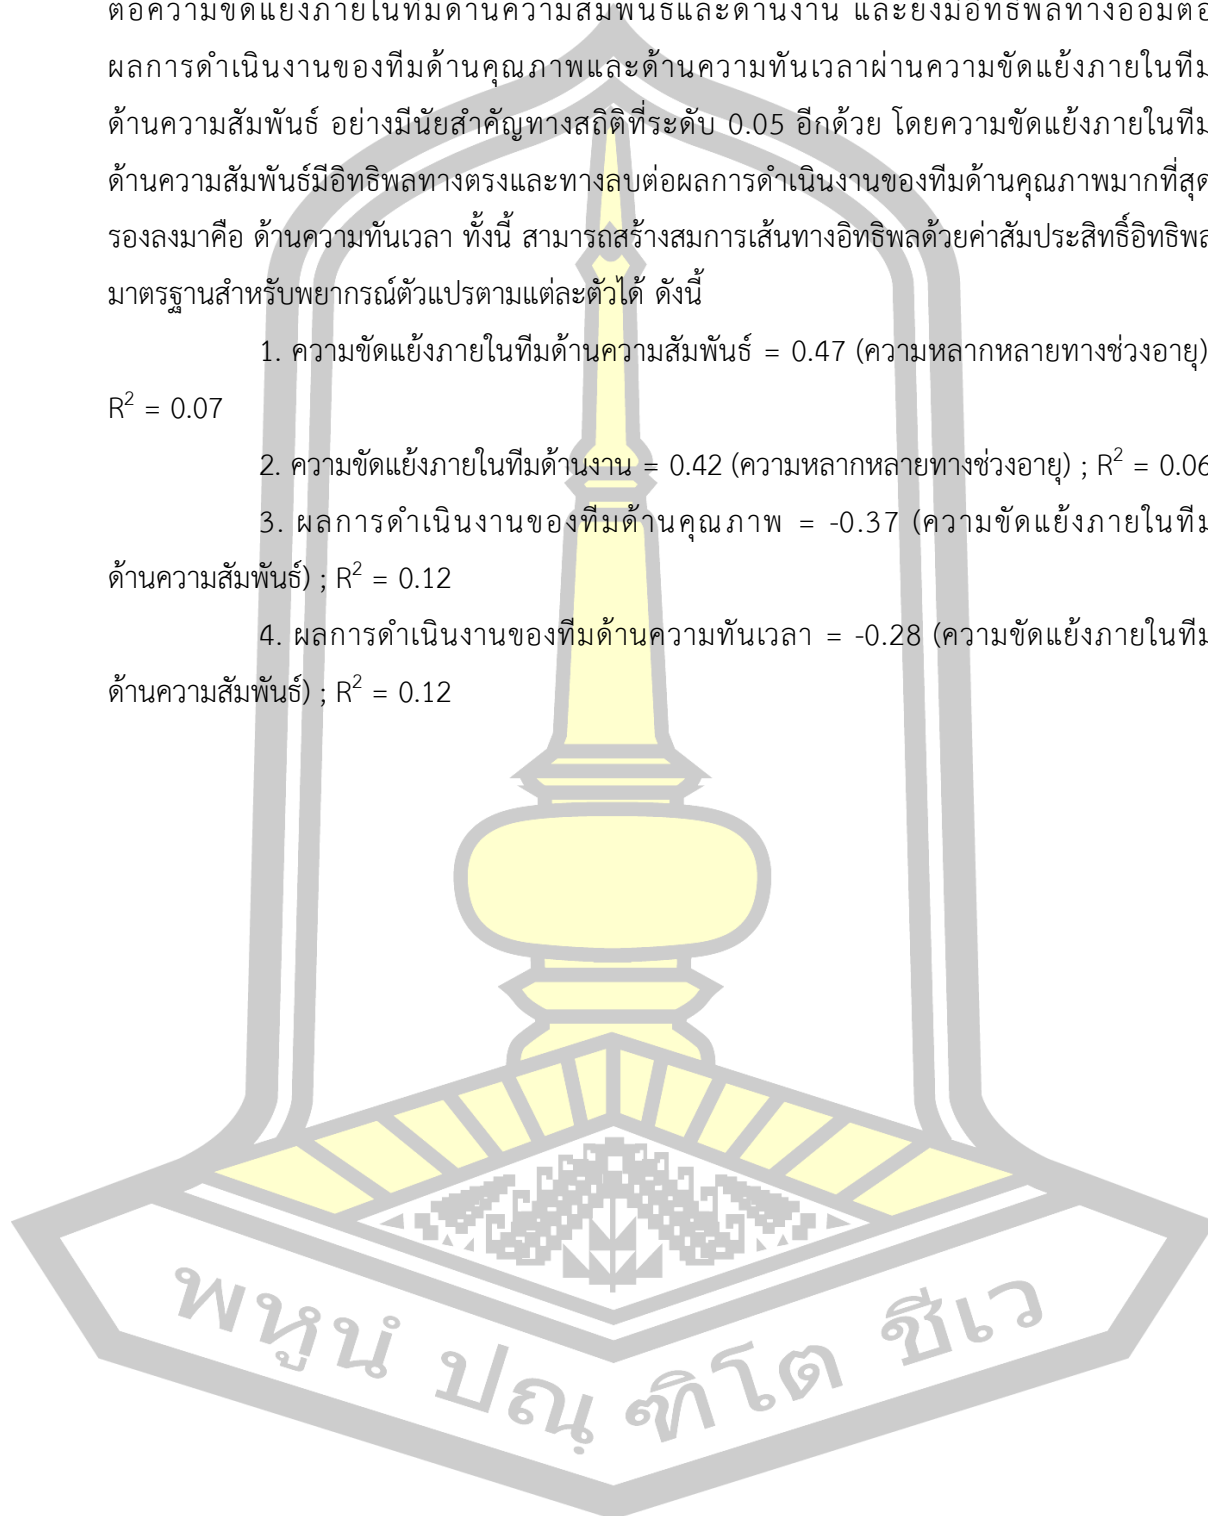 ต่อความขัดแย้งภายในทีมด้านความสัมพันธ์และด้านงาน และยังมีอิทธิพลทางอ้อมต่อ
ผลการดำเนินงานของทีมด้านคุณภาพและด้านความทันเวลาผ่านความขัดแย้งภายในทีม
ด้านความสัมพันธ์ อย่างมีนัยสำคัญทางสถิติที่ระดับ 0.05 อีกด้วย โดยความขัดแย้งภายในทีม
ด้านความสัมพันธ์มีอิทธิพลทางตรงและทางลบต่อผลการดำเนินงานของทีมด้านคุณภาพมากที่สุด
รองลงมาคือ ด้านความทันเวลา ทั้งนี้ สามารถสร้างสมการเส้นทางอิทธิพลด้วยค่าสัมประสิทธิ์อิทธิพล
มาตรฐานสำหรับพยากรณ์ตัวแปรตามแต่ละตัวได้ ดังนี้
1. ความขัดแย้งภายในทีมด้านความสัมพันธ์ = 0.47 (ความหลากหลายทางช่วงอายุ)
R² = 0.07
2. ความขัดแย้งภายในทีมด้านงาน = 0.42 (ความหลากหลายทางช่วงอายุ) ; R² = 0.06
3. ผลการดำเนินงานของทีมด้านคุณภาพ = -0.37 (ความขัดแย้งภายในทีม
ด้านความสัมพันธ์) ; R² = 0.12
4. ผลการดำเนินงานของทีมด้านความทันเวลา = -0.28 (ความขัดแย้งภายในทีม
ด้านความสัมพันธ์) ; R² = 0.12
พหูนํ ปณฺฑิโต ชีเว